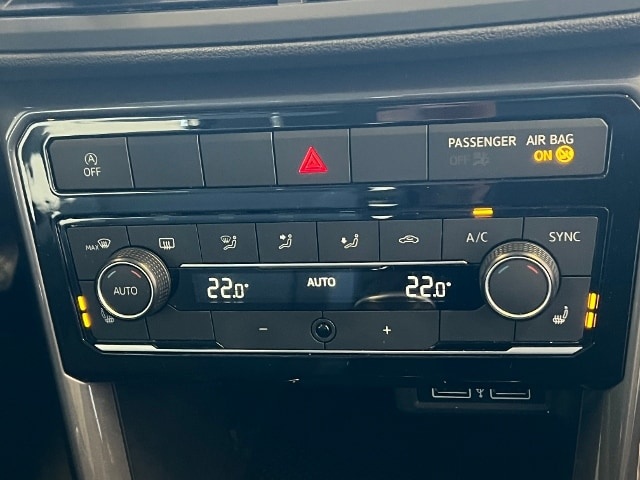 PASSENGER AIR BAG
OFF
OFF ON
MAX
A/C SYNC
AUTO 22.0° AUTO 22.0°
- +